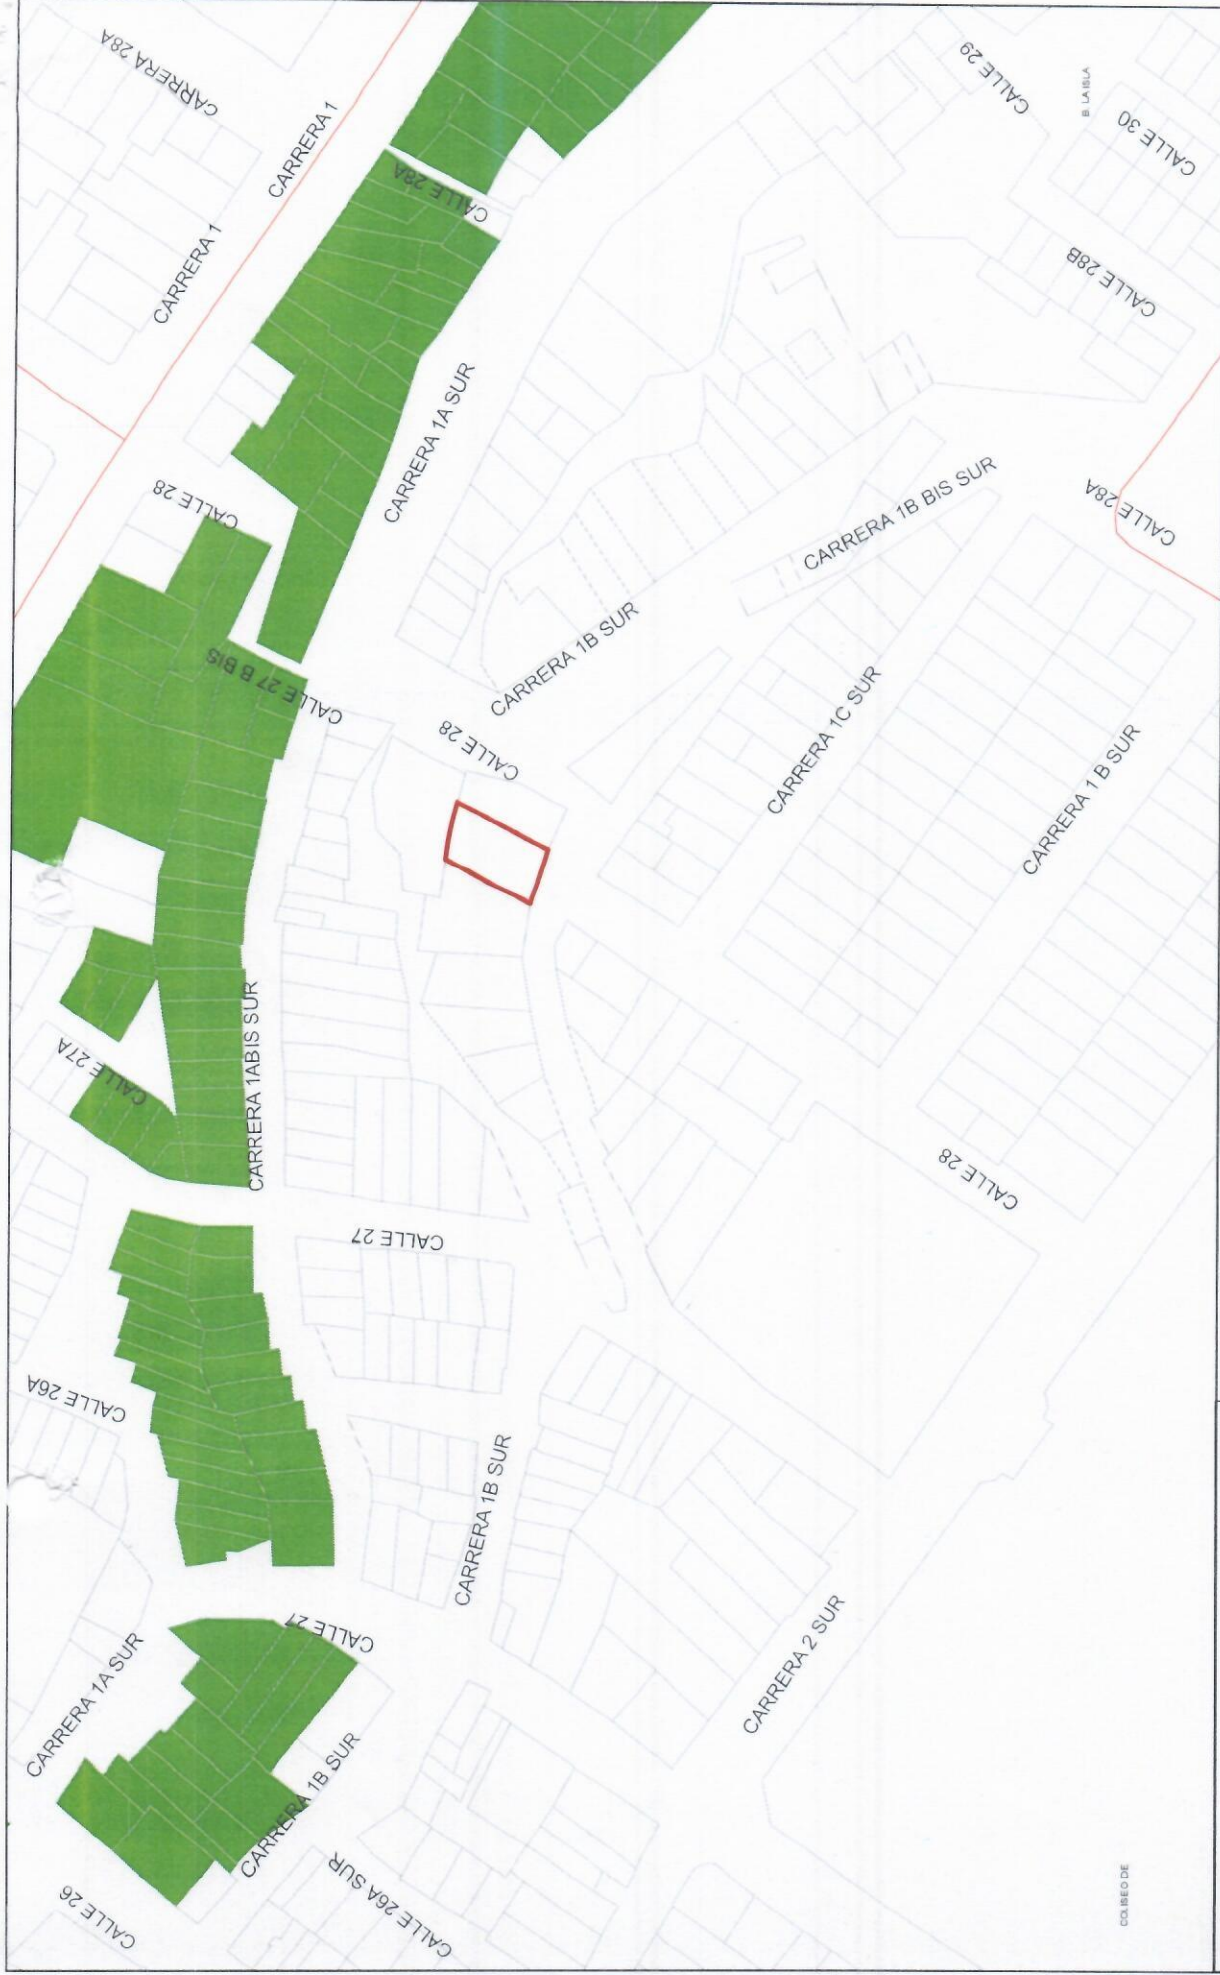 CARRERA 28A
CARRERA 1
CARRERA 1
CALLE 29
B. LA ISLA
CALLE 30
CALLE 28A
CALLE 28B
CARRERA 1A SUR
CALLE 28
CARRERA 1B BIS SUR
CALLE 28A
CALLE 27 B BIS
CARRERA 1B SUR
CALLE 28
CARRERA 1C SUR
CARRERA 1 B SUR
CALLE 27A
CARRERA 1ABIS SUR
CALLE 28
CALLE 27
CALLE 26A
CARRERA 1B SUR
CALLE 27
CARRERA 1A SUR
CARRERA 2 SUR
CARRERA 1B SUR
CALLE 26
CALLE 26A SUR
COLISEO DE